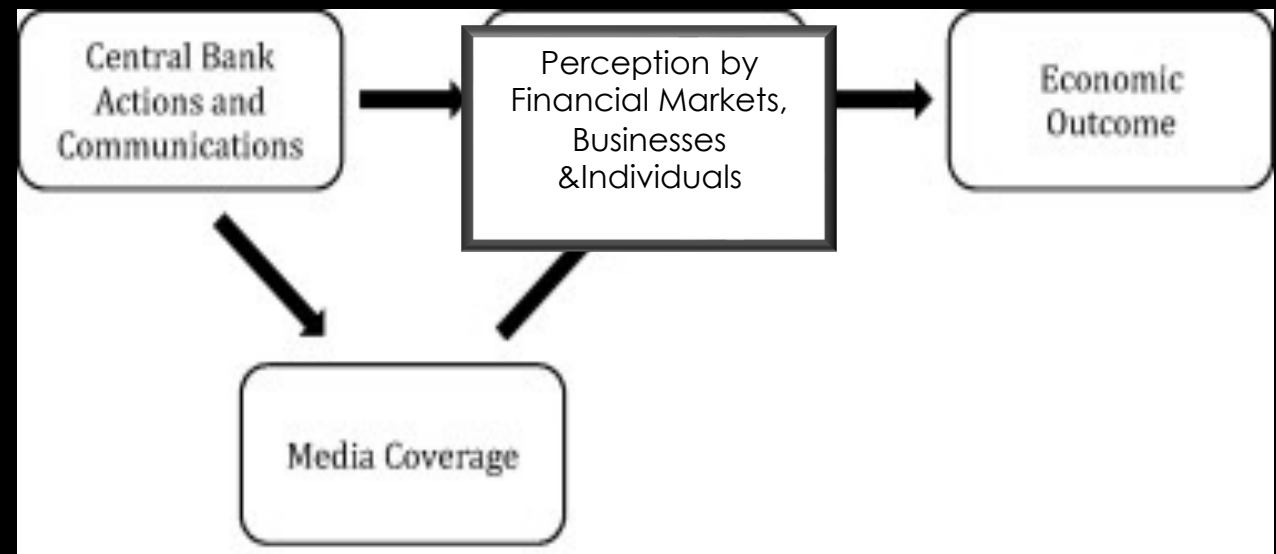 Central Bank
Actions and
Communications
Perception by
Financial Markets,
Businesses
&Individuals
Economic
Outcome
Media Coverage